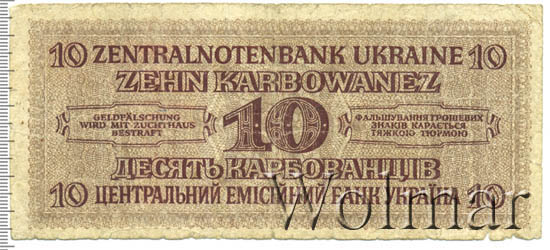 10 ZENTRALNOTENBANK UKRAINE 10
ZEHN KARBOWANEZ
GELDFÄLSCHUNG
WIRD MIT ZUCHTHAUS
BESTRAFT
10
ФАЛЬШУВАННЯ ГРОШЕВИХ
ЗНАКІВ КАРАЄТЬСЯ
ТЯЖКОЮ ТЮРМОЮ
ДЕСЯТЬ КАРБОВАНЦІВ
10 ЦЕНТРАЛЬНИЙ ЕМІСІЙНИЙ БАНК УКРАЇНА 10
Wolmar